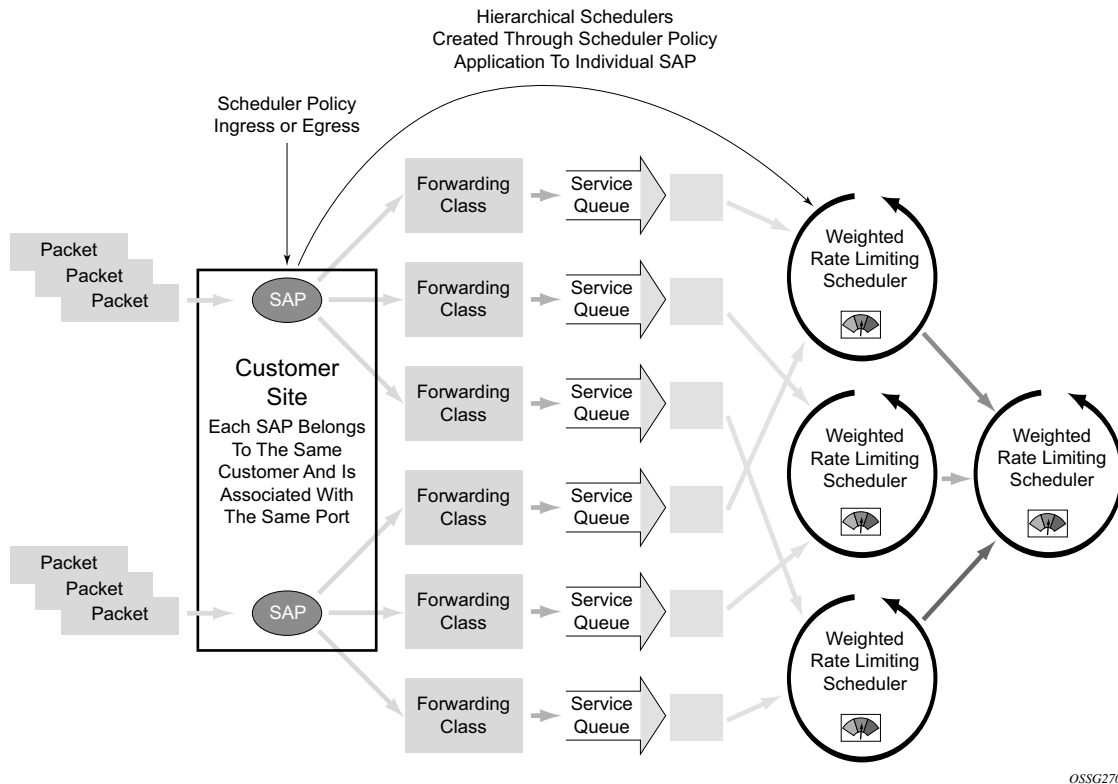 Hierarchical Schedulers
Created Through Scheduler Policy
Application To Individual SAP
Scheduler Policy
Ingress or Egress
Packet
Packet
Packet
SAP
Customer
Site
Each SAP Belongs
To The Same
Customer And Is
Associated With
The Same Port
Packet
Packet
Packet
SAP
Forwarding
Class
Service
Queue
Forwarding
Class
Service
Queue
Forwarding
Class
Service
Queue
Forwarding
Class
Service
Queue
Forwarding
Class
Service
Queue
Forwarding
Class
Service
Queue
Weighted
Rate Limiting
Scheduler
Weighted
Rate Limiting
Scheduler
Weighted
Rate Limiting
Scheduler
Weighted
Rate Limiting
Scheduler